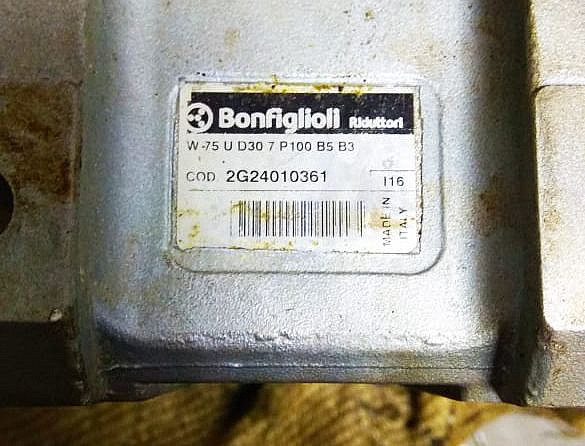 Bonfiglioli Riduttori
W-75 U D30 7 P100 B5 B3
COD. 2G24010361
I16
MADE IN
ITALY